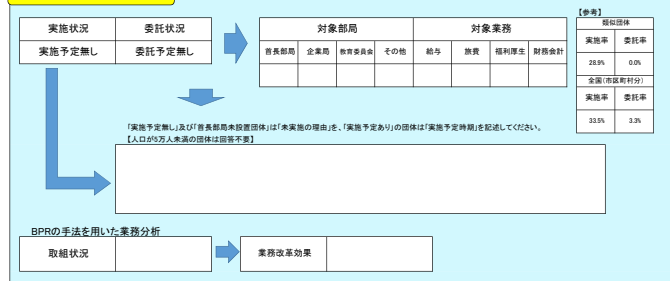 【参考】
実施状況 委託状況
実施予定無し 委託予定無し
対象部局 対象業務
首長部局 企業局 教育委員会 その他 給与 旅費 福利厚生 財務会計
類似団体
実施率 委託率
28.9% 0.0%
全国(市区町村分)
実施率 委託率
33.5% 3.3%
「実施予定無し」及び「首長部局未設置団体」は「未実施の理由」を、「実施予定あり」の団体は「実施予定時期」を記述してください。
【人口が5万人未満の団体は回答不要】
BPRの手法を用いた業務分析
取組状況 業務改革効果